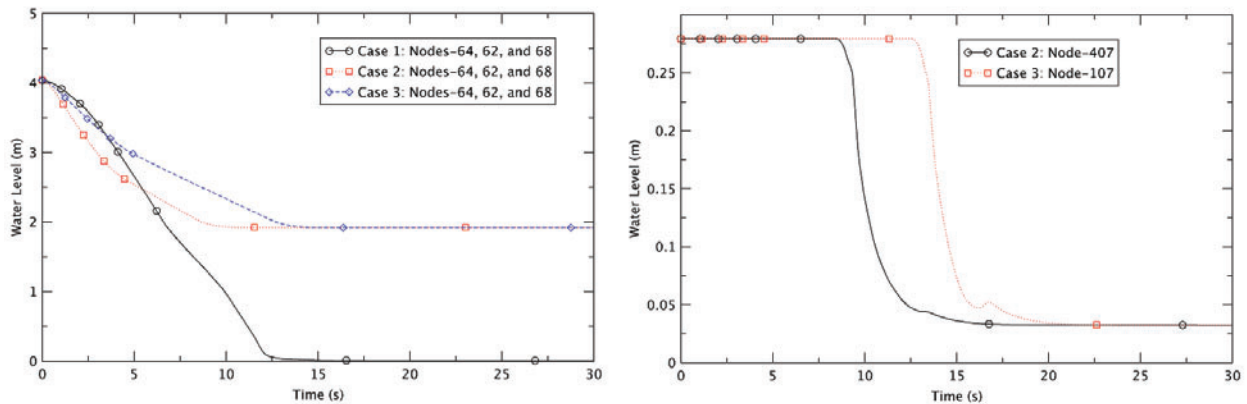 5
4
3
2
1
0
Water Level (m)
Case 1: Nodes-64, 62, and 68
Case 2: Nodes-64, 62, and 68
Case 3: Nodes-64, 62, and 68
0 5 10 15 20 25 30
Time (s)
0.25
0.2
0.15
0.1
0.05
0
Water Level (m)
Case 2: Node-407
Case 3: Node-107
0 5 10 15 20 25 30
Time (s)